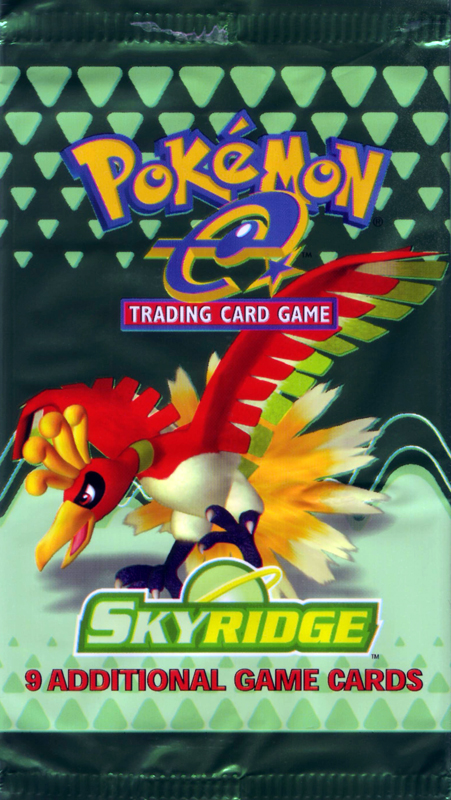 POKéMON
e
TRADING CARD GAME
SKYRIDGE
9 ADDITIONAL GAME CARDS